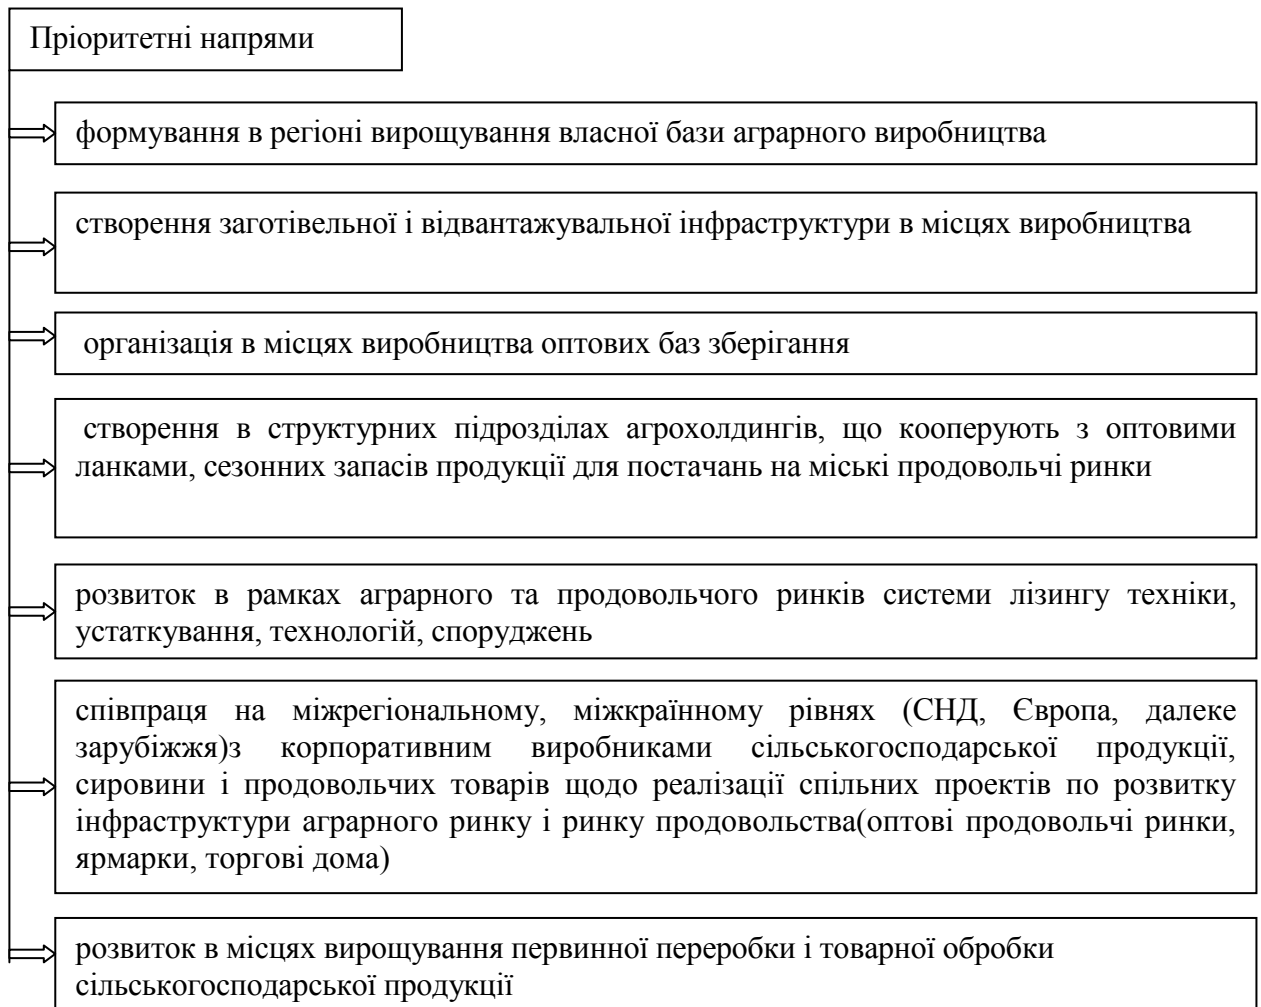 Пріоритетні напрями
формування в регіоні вирощування власної бази аграрного виробництва
створення заготівельної і відвантажувальної інфраструктури в місцях виробництва
організація в місцях виробництва оптових баз зберігання
створення в структурних підрозділах агрохолдингів, що кооперують з оптовими
ланками, сезонних запасів продукції для постачань на міські продовольчі ринки
розвиток в рамках аграрного та продовольчого ринків системи лізингу техніки,
устаткування, технологій, споруджень
співпраця на міжрегіональному, міжкраїнному рівнях (СНД, Європа, далеке
зарубіжжя)з корпоративним виробниками сільськогосподарської продукції,
сировини і продовольчих товарів щодо реалізації спільних проектів по розвитку
інфраструктури аграрного ринку і ринку продовольства(оптові продовольчі ринки,
ярмарки, торгові дома)
розвиток в місцях вирощування первинної переробки і товарної обробки
сільськогосподарської продукції